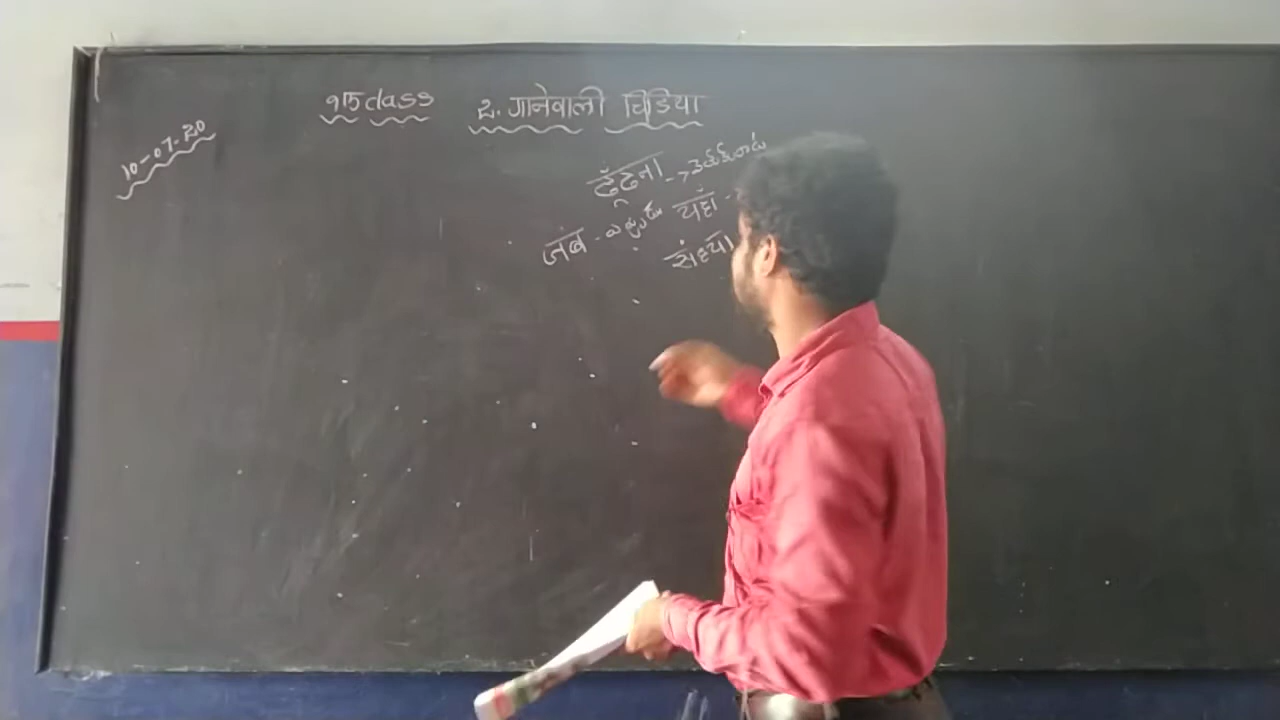 9th class 2. गानेवाली चिडिया
10-07-20
ढूँढना →
जब - यहाँ -
संध्या